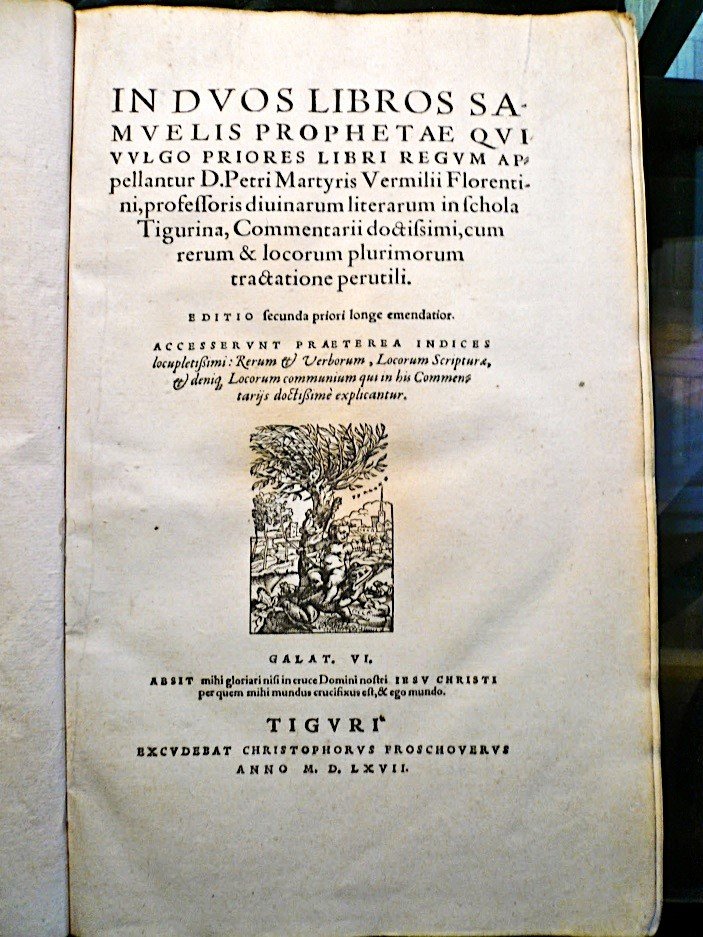 IN DVOS LIBROS SA-
MVELIS PROPHETAE QVI
VVLGO PRIORES LIBRI REGVM AP-
pellantur D. Petri Martyris Vermilii Florenti-
ni, profeſſoris diuinarum literarum in ſchola
Tigurina, Commentarii doctiſsimi, cum
rerum & locorum plurimorum
tractatione perutili.
EDITIO ſecunda priori longe emendatior.
ACCESSERVNT PRAETEREA INDICES
locupletiſsimi: Rerum & Verborum, Locorum Scripturæ,
& deniq, Locorum communium qui in his Commen-
tarijs doctiſsimè explicantur.
GALAT. VI.
ABSIT mihi gloriari niſi in cruce Domini noſtri IESV CHRISTI
per quem mihi mundus crucifixus eſt, & ego mundo.
TIGVRI
EXCVDEBAT CHRISTOPHORVS FROSCHOVERVS
ANNO M. D. LXVII.